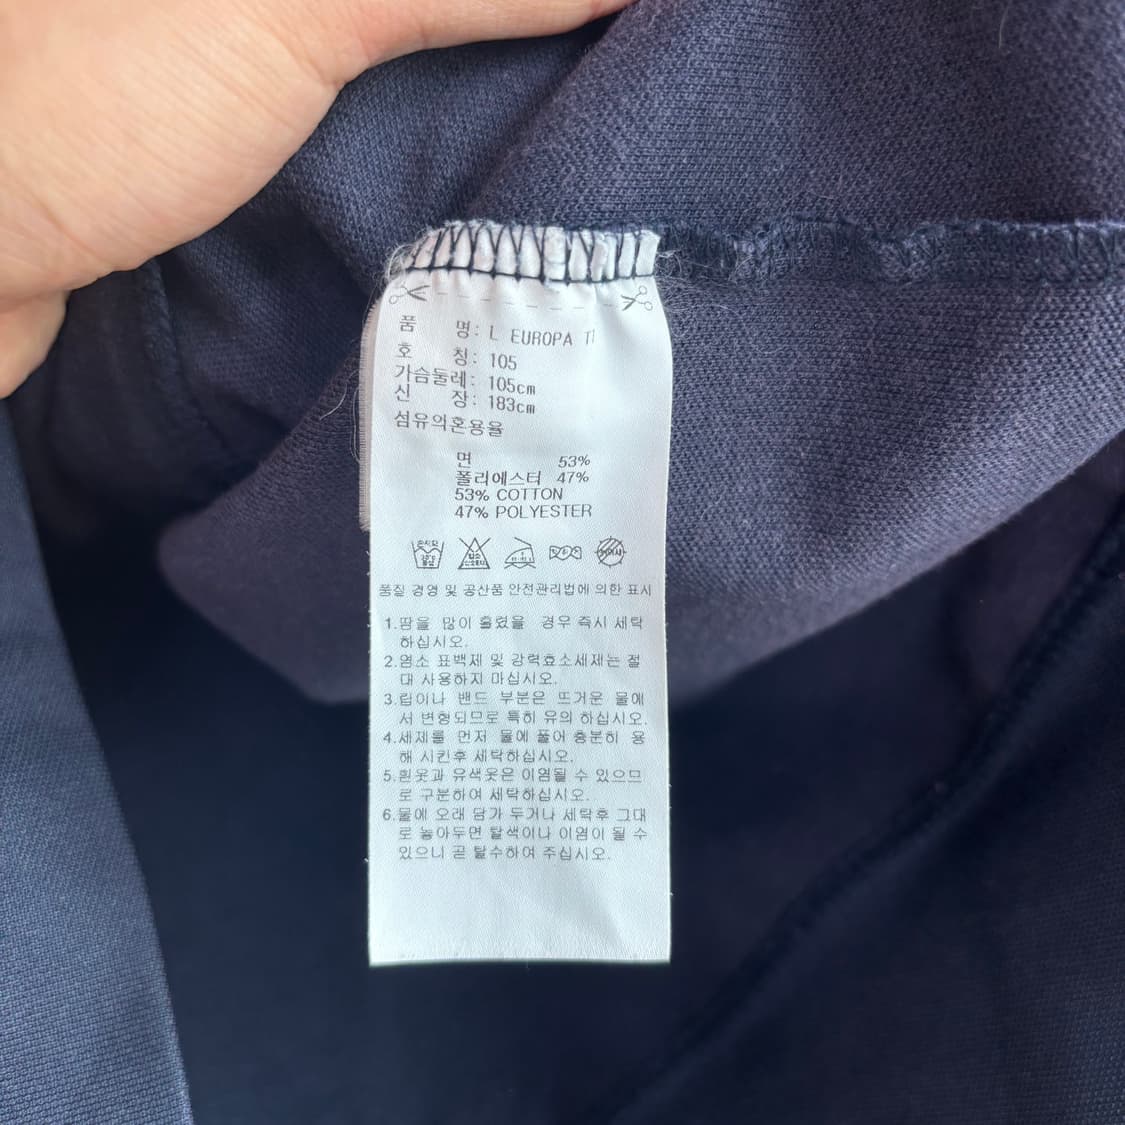 품 명: L EUROPA T
호 칭: 105
가슴둘레: 105cm
신 장: 183cm
섬유의혼용율
면 53%
폴리에스터 47%
53% COTTON
47% POLYESTER
품질 경영 및 공산품 안전관리법에 의한 표시
1.땀을 많이 흘렸을 경우 즉시 세탁
하십시오.
2.염소 표백제 및 강력효소세제는 절
대 사용하지 마십시오.
3.립이나 밴드 부분은 뜨거운 물에
서 변형되므로 특히 유의 하십시오.
4.세제를 먼저 물에 풀어 충분히 용
해 시킨후 세탁하십시오.
5.흰옷과 유색옷은 이염될 수 있으므
로 구분하여 세탁하십시오.
6.물에 오래 담가 두거나 세탁후 그대
로 놓아두면 탈색이나 이염이 될 수
있으니 곧 탈수하여 주십시오.